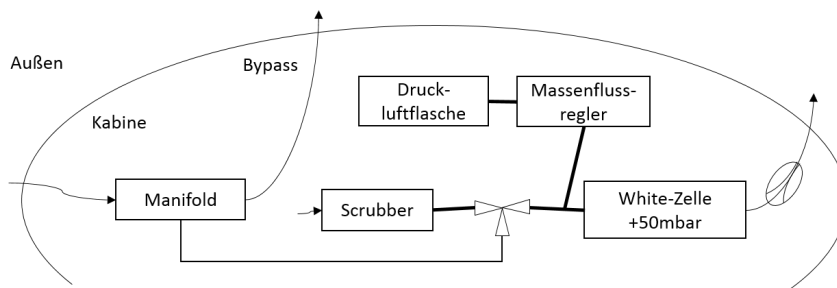 Außen
Bypass
Kabine
Druck-
luftflasche
Massenfluss-
regler
Manifold
Scrubber
White-Zelle
+50mbar